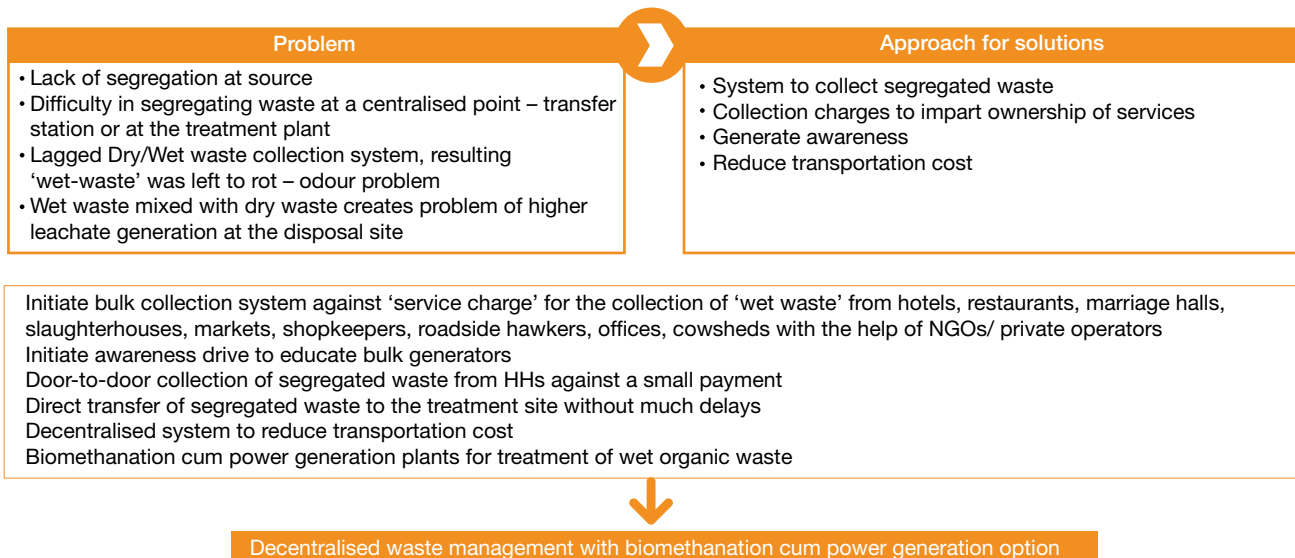 Problem
• Lack of segregation at source
• Difficulty in segregating waste at a centralised point – transfer
station or at the treatment plant
• Lagged Dry/Wet waste collection system, resulting
‘wet-waste’ was left to rot – odour problem
• Wet waste mixed with dry waste creates problem of higher
leachate generation at the disposal site
Approach for solutions
• System to collect segregated waste
• Collection charges to impart ownership of services
• Generate awareness
• Reduce transportation cost
Initiate bulk collection system against ‘service charge’ for the collection of ‘wet waste’ from hotels, restaurants, marriage halls,
slaughterhouses, markets, shopkeepers, roadside hawkers, offices, cowsheds with the help of NGOs/ private operators
Initiate awareness drive to educate bulk generators
Door-to-door collection of segregated waste from HHs against a small payment
Direct transfer of segregated waste to the treatment site without much delays
Decentralised system to reduce transportation cost
Biomethanation cum power generation plants for treatment of wet organic waste
Decentralised waste management with biomethanation cum power generation option